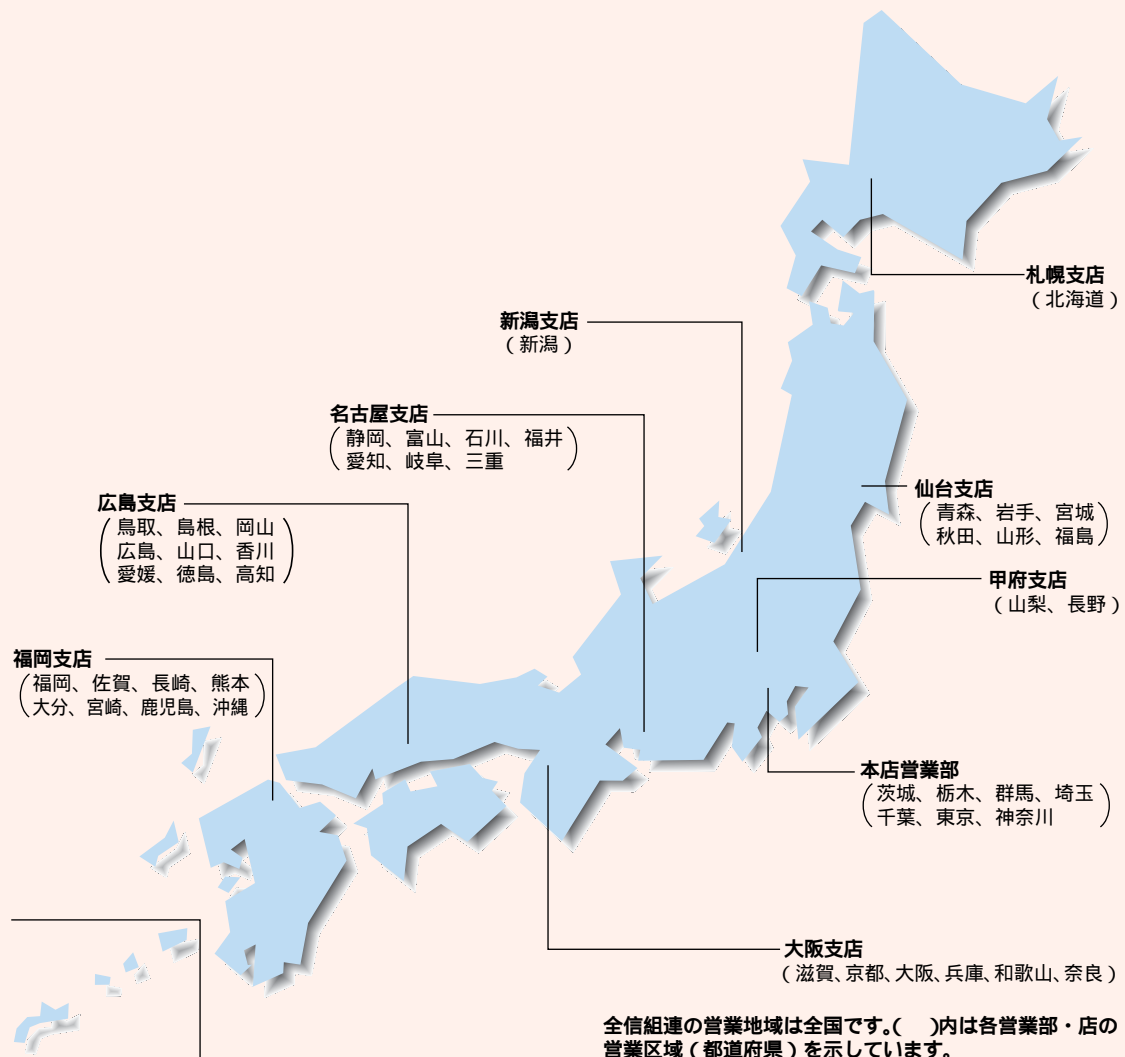 札幌支店
（北海道）
新潟支店
（新潟）
名古屋支店
（静岡、富山、石川、福井
愛知、岐阜、三重）
仙台支店
（青森、岩手、宮城
秋田、山形、福島）
広島支店
（鳥取、島根、岡山
広島、山口、香川
愛媛、徳島、高知）
甲府支店
（山梨、長野）
福岡支店
（福岡、佐賀、長崎、熊本
大分、宮崎、鹿児島、沖縄）
本店営業部
（茨城、栃木、群馬、埼玉
千葉、東京、神奈川）
大阪支店
（滋賀、京都、大阪、兵庫、和歌山、奈良）
全信組連の営業地域は全国です。（　）内は各営業部・店の
営業区域（都道府県）を示しています。